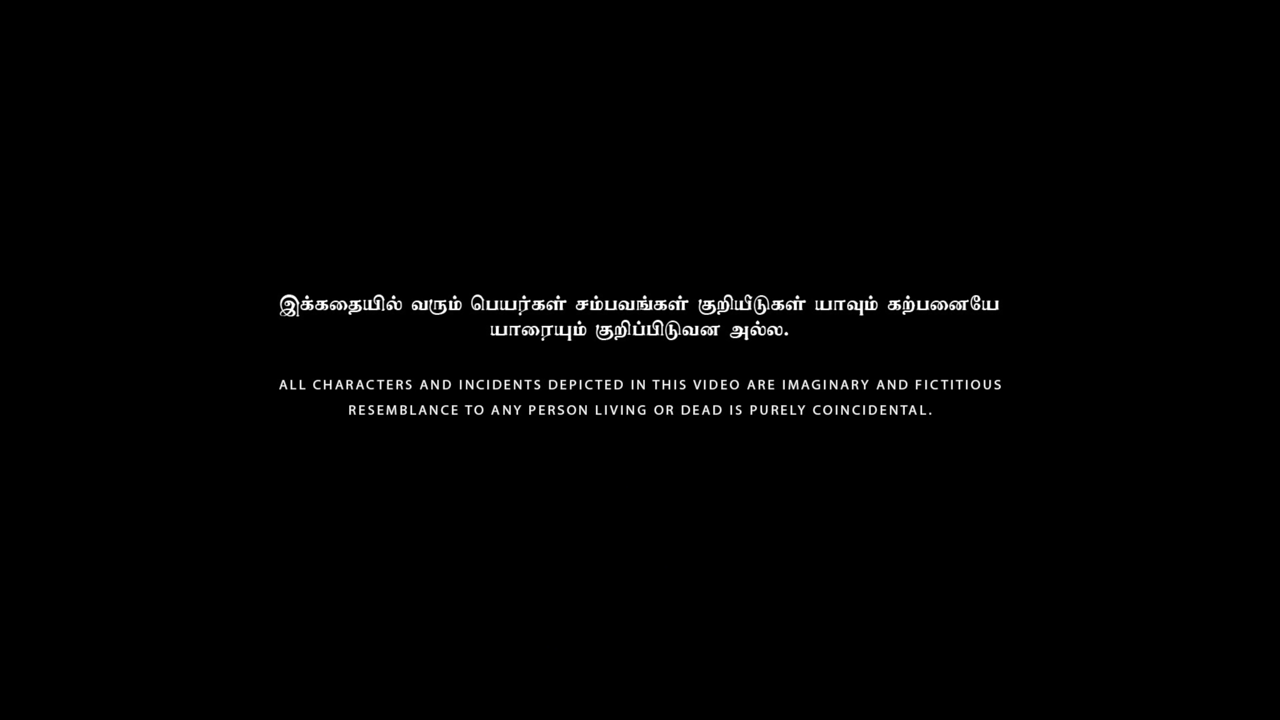 இக்கதையில் வரும் பெயர்கள் சம்பவங்கள் குறியீடுகள் யாவும் கற்பனையே
யாரையும் குறிப்பிடுவன அல்ல.
ALL CHARACTERS AND INCIDENTS DEPICTED IN THIS VIDEO ARE IMAGINARY AND FICTITIOUS
RESEMBLANCE TO ANY PERSON LIVING OR DEAD IS PURELY COINCIDENTAL.